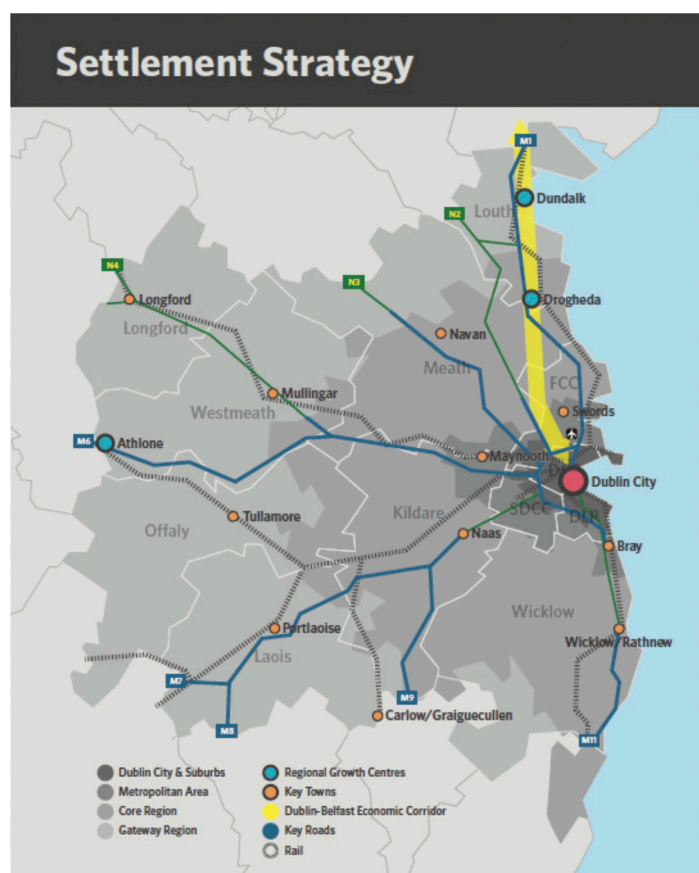 Settlement Strategy
M1
Dundalk
Louth
N2
N4
N3
Longford
Drogheda
Longford
Navan
Meath
FCC
Mullingar
Swords
Westmeath
M6
Athlone
Maynooth
Dublin City
Tullamore
Kildare
SDCC
DLR
Offaly
Naas
Bray
Wicklow
Portlaoise
Wicklow/Rathnew
Laois
M7
M9
Carlow/Graiguecullen
M8
M11
Dublin City & Suburbs
Metropolitan Area
Core Region
Gateway Region
Regional Growth Centres
Key Towns
Dublin-Belfast Economic Corridor
Key Roads
Rail